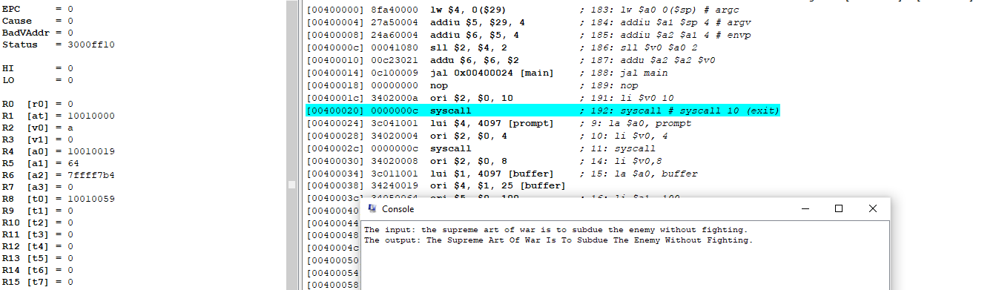 EPC = 0
Cause = 0
BadVAddr = 0
Status = 3000ff10
HI = 0
LO = 0
R0 [r0] = 0
R1 [at] = 10010000
R2 [v0] = a
R3 [v1] = 0
R4 [a0] = 10010019
R5 [a1] = 64
R6 [a2] = 7ffff7b4
R7 [a3] = 0
R8 [t0] = 10010059
R9 [t1] = 0
R10 [t2] = 0
R11 [t3] = 0
R12 [t4] = 0
R13 [t5] = 0
R14 [t6] = 0
R15 [t7] = 0
[00400000] 8fa40000 lw $4, 0($29) ; 183: lw $a0 0($sp) # argc
[00400004] 27a50004 addiu $5, $29, 4 ; 184: addiu $a1 $sp 4 # argv
[00400008] 24a60004 addiu $6, $5, 4 ; 185: addiu $a2 $a1 4 # envp
[0040000c] 00041080 sll $2, $4, 2 ; 186: sll $v0 $a0 2
[00400010] 00c23021 addu $6, $6, $2 ; 187: addu $a2 $a2 $v0
[00400014] 0c100009 jal 0x00400024 [main] ; 188: jal main
[00400018] 00000000 nop ; 189: nop
[0040001c] 3402000a ori $2, $0, 10 ; 191: li $v0 10
[00400020] 0000000c syscall ; 192: syscall # syscall 10 (exit)
[00400024] 3c041001 lui $4, 4097 [prompt] ; 9: la $a0, prompt
[00400028] 34020004 ori $2, $0, 4 ; 10: li $v0, 4
[0040002c] 0000000c syscall ; 11: syscall
[00400030] 34020008 ori $2, $0, 8 ; 14: li $v0,8
[00400034] 3c011001 lui $1, 4097 [buffer] ; 15: la $a0, buffer
[00400038] 34240019 ori $4, $1, 25 [buffer]
[0040003c] 34050064 ori $5, $0, 100 ; 16: li $a1, 100
[00400040
[00400044
[00400048
[0040004c
[00400050
[00400054
[00400058
Console
The input: the supreme art of war is to subdue the enemy without fighting.
The output: The Supreme Art Of War Is To Subdue The Enemy Without Fighting.